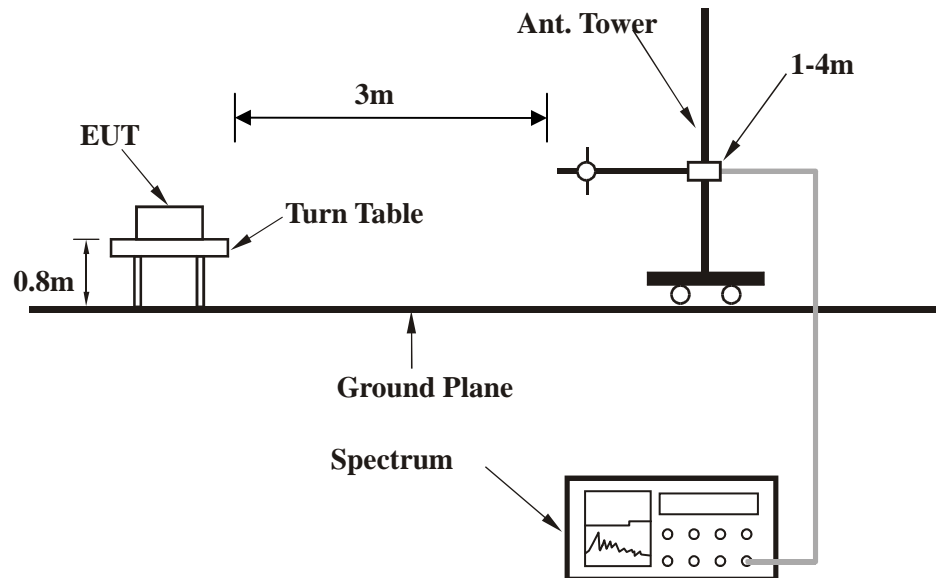 Ant. Tower
1-4m
3m
EUT
Turn Table
0.8m
Ground Plane
Spectrum